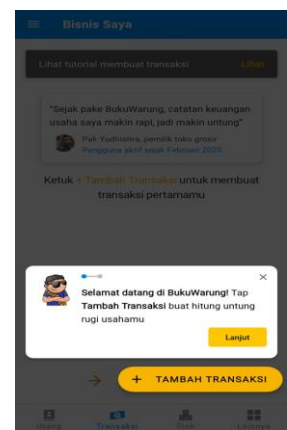 Bisnis Saya
Lihat tutorial membuat transaksi Lihat
"Sejak pake BukuWarung, catatan keuangan
usaha saya makin rapi, jadi makin untung"
Pak Yudhistira, pemilik toko grosir
Pengguna aktif sejak Februari 2020
Ketuk + Tambah Transaksi untuk membuat
transaksi pertamamu
Selamat datang di BukuWarung! Tap
Tambah Transaksi buat hitung untung
rugi usahamu
Lanjut
+ TAMBAH TRANSAKSI
Utang Transaksi Stok Lainnya